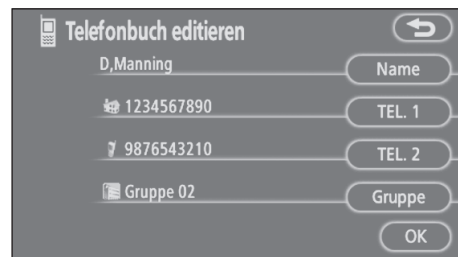 Telefonbuch editieren
D,Manning Name
1234567890 TEL. 1
9876543210 TEL. 2
Gruppe 02 Gruppe
OK